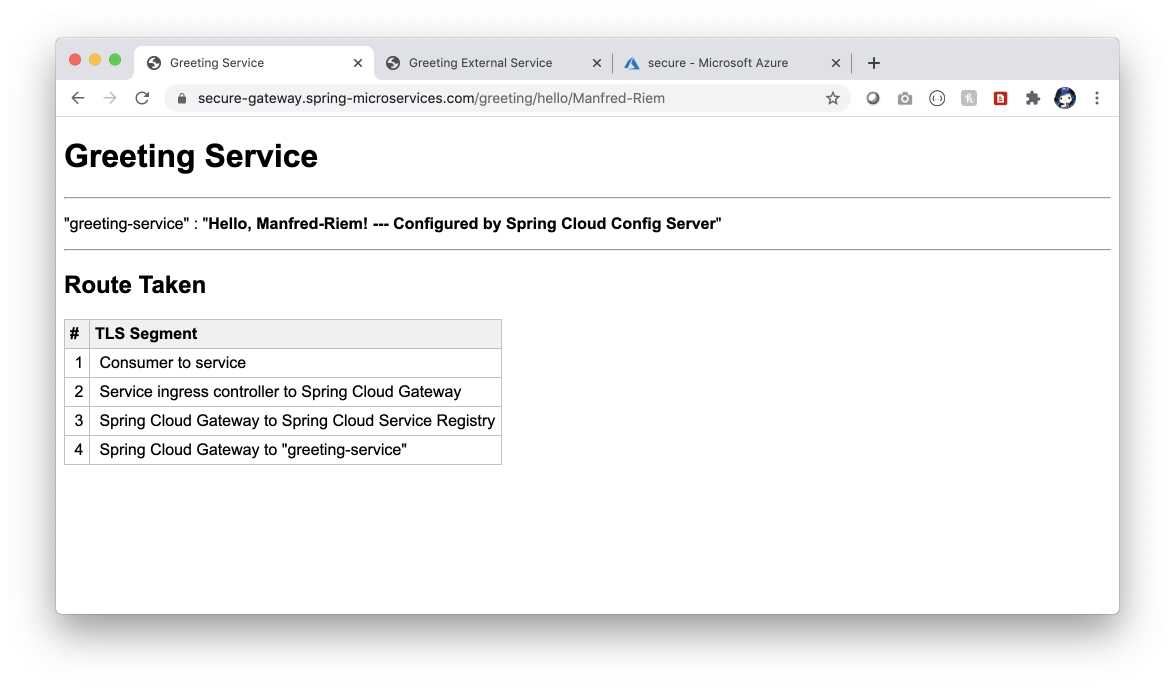 Greeting Service Greeting External Service secure - Microsoft Azure
secure-gateway.spring-microservices.com/greeting/hello/Manfred-Riem
Greeting Service
"greeting-service" : "Hello, Manfred-Riem! --- Configured by Spring Cloud Config Server"
Route Taken
# TLS Segment
1 Consumer to service
2 Service ingress controller to Spring Cloud Gateway
3 Spring Cloud Gateway to Spring Cloud Service Registry
4 Spring Cloud Gateway to "greeting-service"